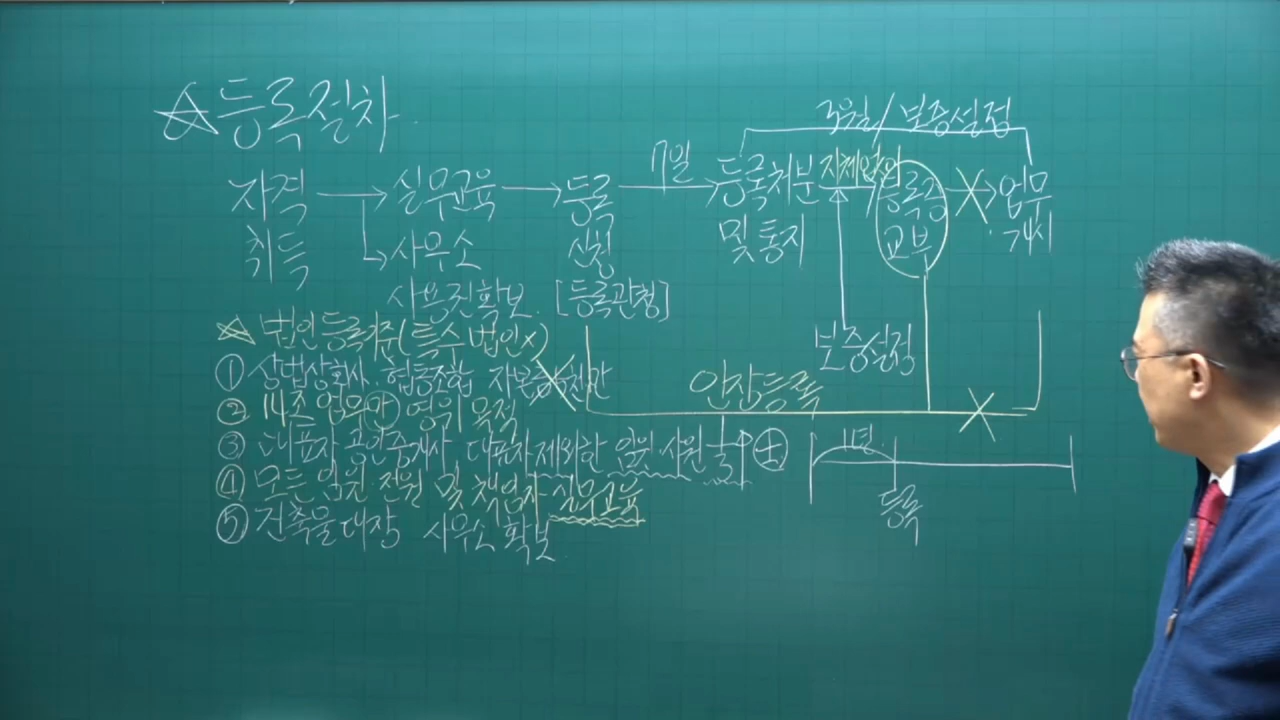 ☆등록절차
3월 / 보증설정
자격 취득 → 실무교육 → 등록 신청 7일 → 등록처분 및 통지 지체없이 → 등록증 교부 → 업무 개시
사무소
사용권확보. [등록관청]
보증설정
☆ 법인등록기준(특수법인×)
① 상법상회사. 협동조합 자본금 5천만
② 14조 업무만 영위 목적
③ 대표자 공인중개사 대표자제외한 임원·사원 ⅓
④ 모든 임원 전원 및 책임자 실무교육
⑤ 건축물대장 사무소 확보
인장등록
1년.
등록